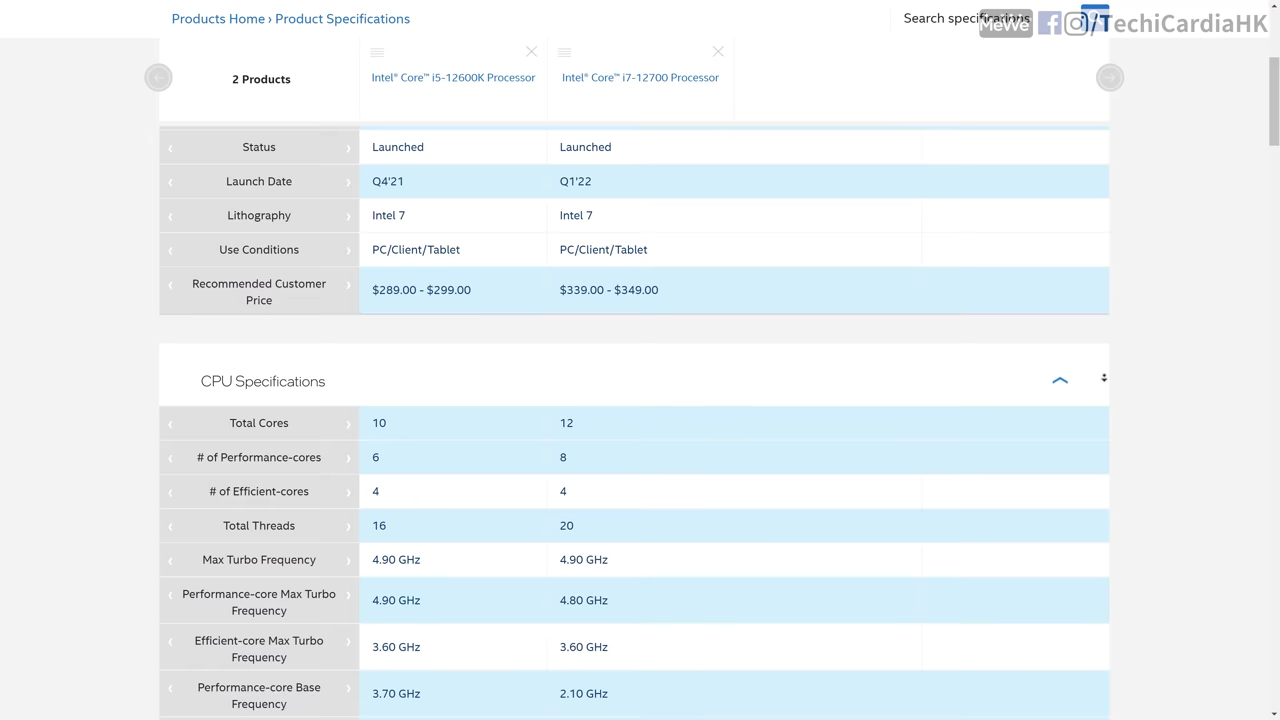 Products Home › Product Specifications
Search specifications
MeWe /TechiCardiaHK
2 Products
Intel® Core™ i5-12600K Processor
Intel® Core™ i7-12700 Processor
Status Launched Launched
Launch Date Q4'21 Q1'22
Lithography Intel 7 Intel 7
Use Conditions PC/Client/Tablet PC/Client/Tablet
Recommended Customer
Price
$289.00 - $299.00 $339.00 - $349.00
CPU Specifications
Total Cores 10 12
# of Performance-cores 6 8
# of Efficient-cores 4 4
Total Threads 16 20
Max Turbo Frequency 4.90 GHz 4.90 GHz
Performance-core Max Turbo
Frequency
4.90 GHz 4.80 GHz
Efficient-core Max Turbo
Frequency
3.60 GHz 3.60 GHz
Performance-core Base
Frequency
3.70 GHz 2.10 GHz